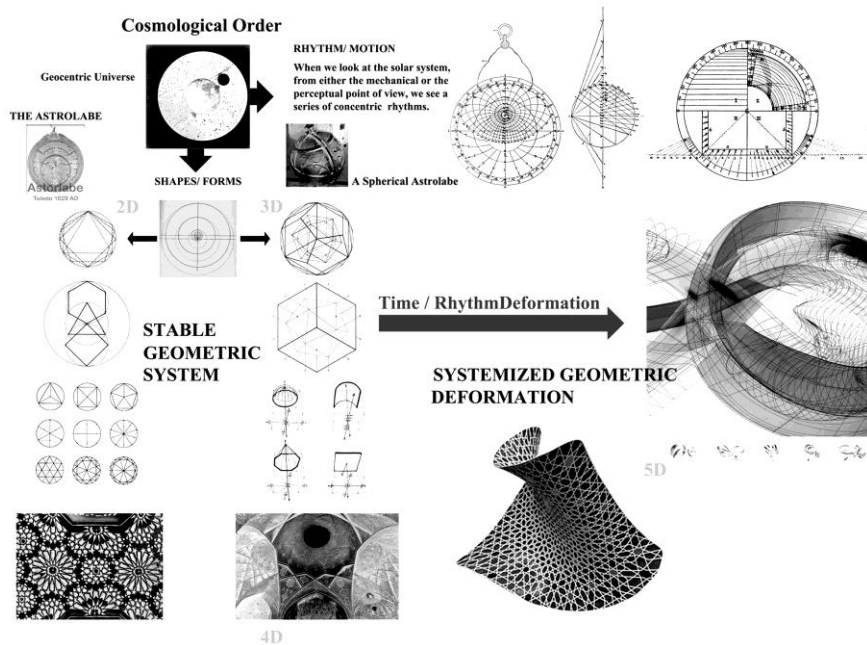 Cosmological Order
Geocentric Universe
RHYTHM/ MOTION
When we look at the solar system,
from either the mechanical or the
perceptual point of view, we see a
series of concentric rhythms.
THE ASTROLABE
Astorlabe
Toledo 1029 AD
SHAPES/ FORMS
A Spherical Astrolabe
2D
3D
Time / RhythmDeformation
STABLE
GEOMETRIC
SYSTEM
SYSTEMIZED GEOMETRIC
DEFORMATION
5D
4D